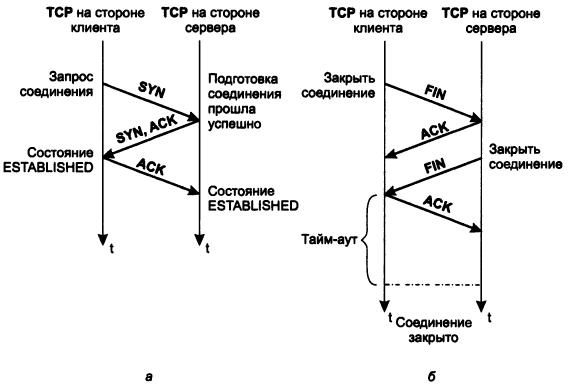 TCP на стороне
клиента
TCP на стороне
сервера
Запрос
соединения
SYN
Подготовка
соединения
прошла
успешно
SYN, ACK
Состояние
ESTABLISHED
ACK
Состояние
ESTABLISHED
t
t
а
TCP на стороне
клиента
TCP на стороне
сервера
Закрыть
соединение
FIN
ACK
Закрыть
соединение
FIN
ACK
Тайм-аут
t
t
Соединение
закрыто
б